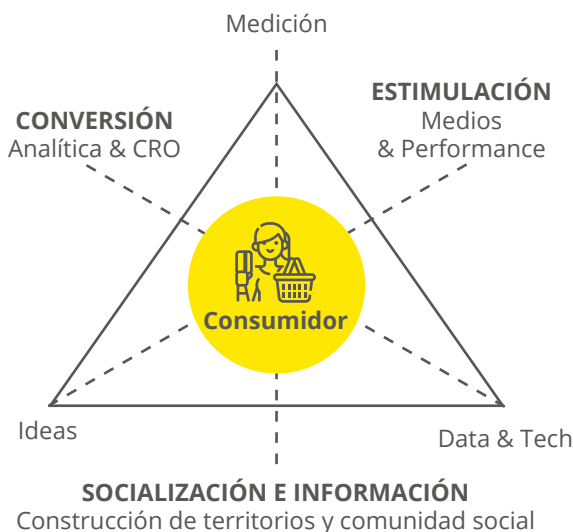 Medición
ESTIMULACIÓN
Medios
& Performance
CONVERSIÓN
Analítica & CRO
Consumidor
Ideas
Data & Tech
SOCIALIZACIÓN E INFORMACIÓN
Construcción de territorios y comunidad social